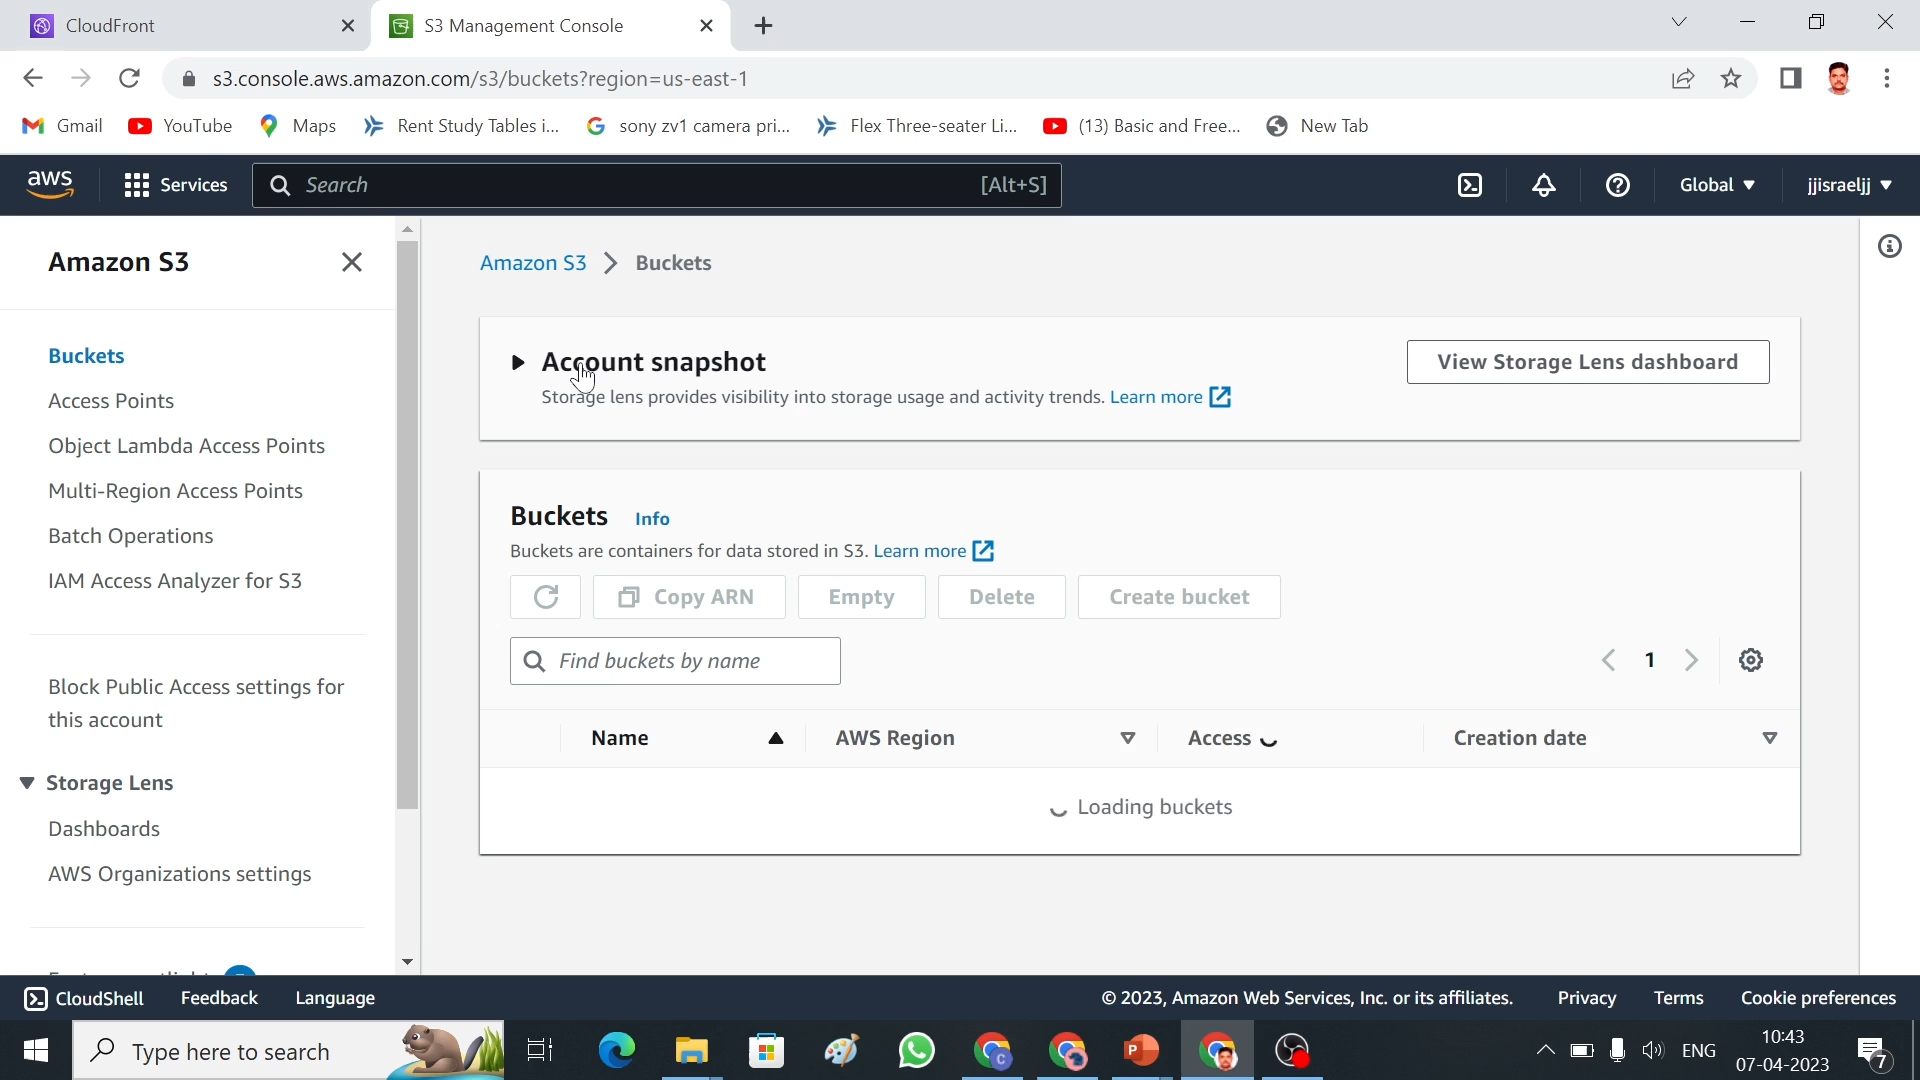 CloudFront
S3 Management Console
s3.console.aws.amazon.com/s3/buckets?region=us-east-1
Gmail
YouTube
Maps
Rent Study Tables i...
sony zv1 camera pri...
Flex Three-seater Li...
(13) Basic and Free...
New Tab
aws
Services
Search
[Alt+S]
Global
jjisraeljj
Amazon S3
Buckets
Access Points
Object Lambda Access Points
Multi-Region Access Points
Batch Operations
IAM Access Analyzer for S3
Block Public Access settings for
this account
Storage Lens
Dashboards
AWS Organizations settings
Amazon S3 > Buckets
Account snapshot
View Storage Lens dashboard
Storage lens provides visibility into storage usage and activity trends. Learn more
Buckets Info
Buckets are containers for data stored in S3. Learn more
Copy ARN
Empty
Delete
Create bucket
Find buckets by name
1
Name
AWS Region
Access
Creation date
Loading buckets
CloudShell
Feedback
Language
© 2023, Amazon Web Services, Inc. or its affiliates.
Privacy
Terms
Cookie preferences
Type here to search
ENG
10:43
07-04-2023
7